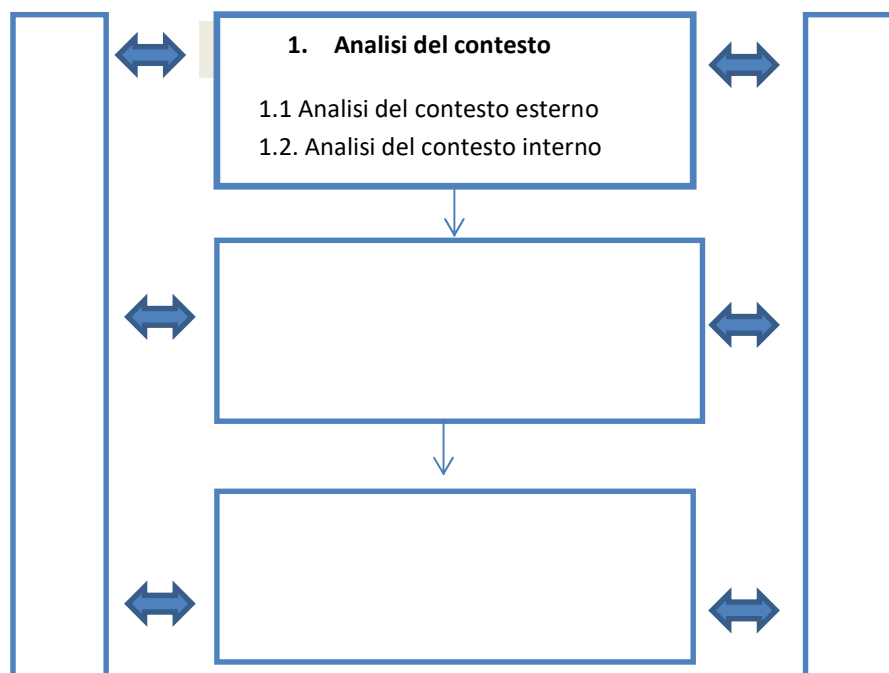 1. Analisi del contesto
1.1 Analisi del contesto esterno
1.2. Analisi del contesto interno